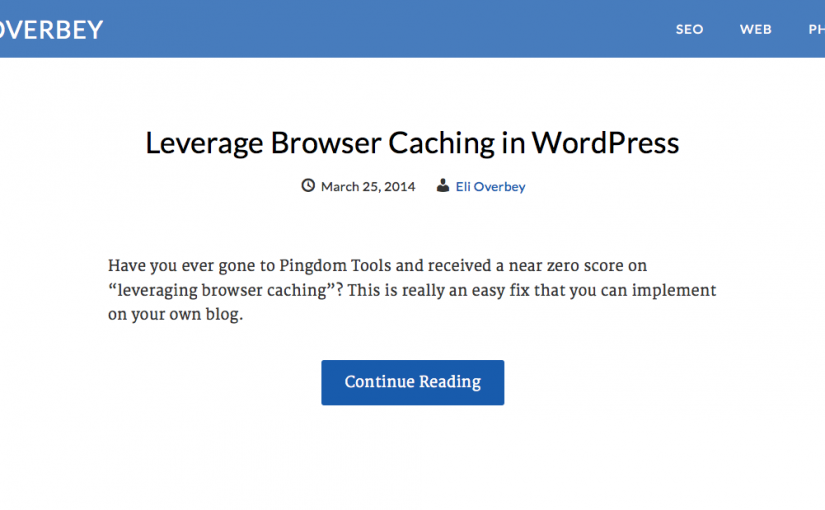 OVERBEY SEO WEB PH
Leverage Browser Caching in WordPress
March 25, 2014 Eli Overbey
Have you ever gone to Pingdom Tools and received a near zero score on
“leveraging browser caching”? This is really an easy fix that you can implement
on your own blog.
Continue Reading